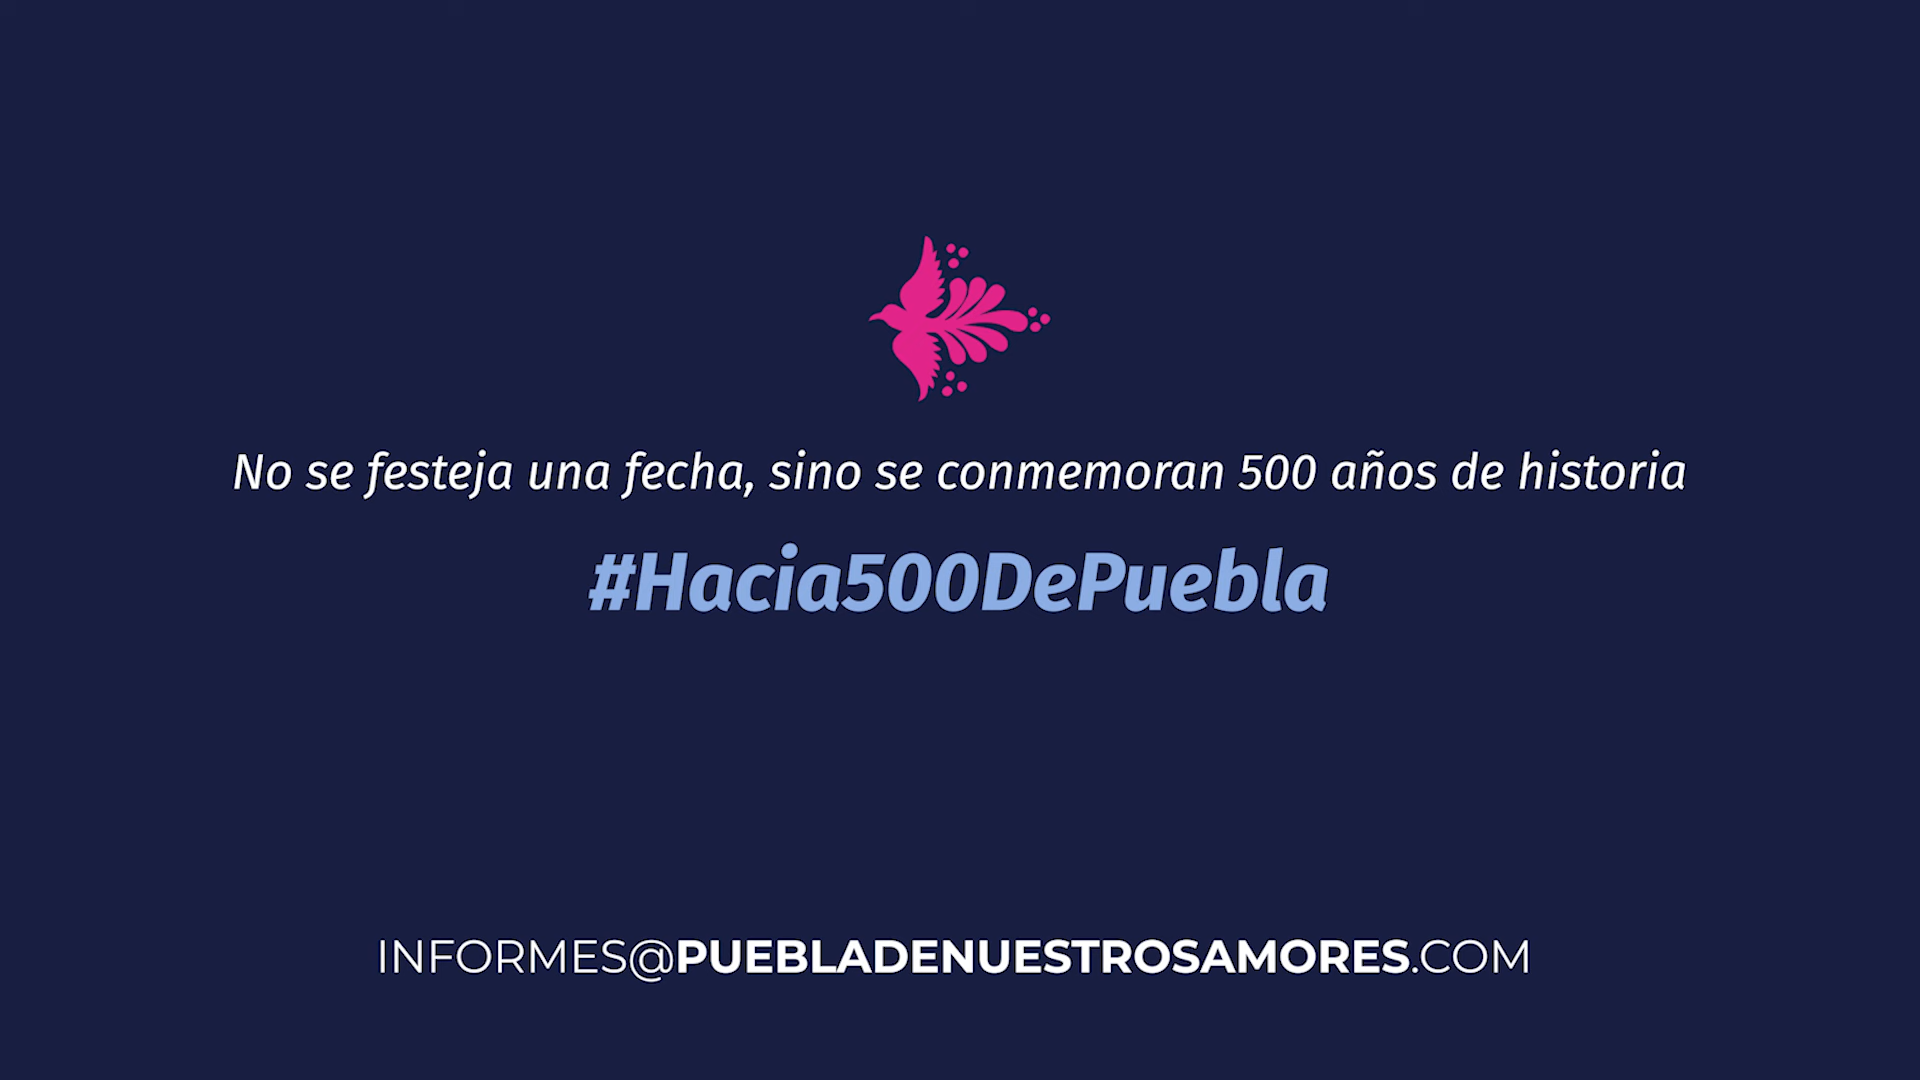 No se festeja una fecha, sino se conmemoran 500 años de historia
#Hacia500DePuebla
INFORMES@PUEBLADENUESTROSAMORES.COM